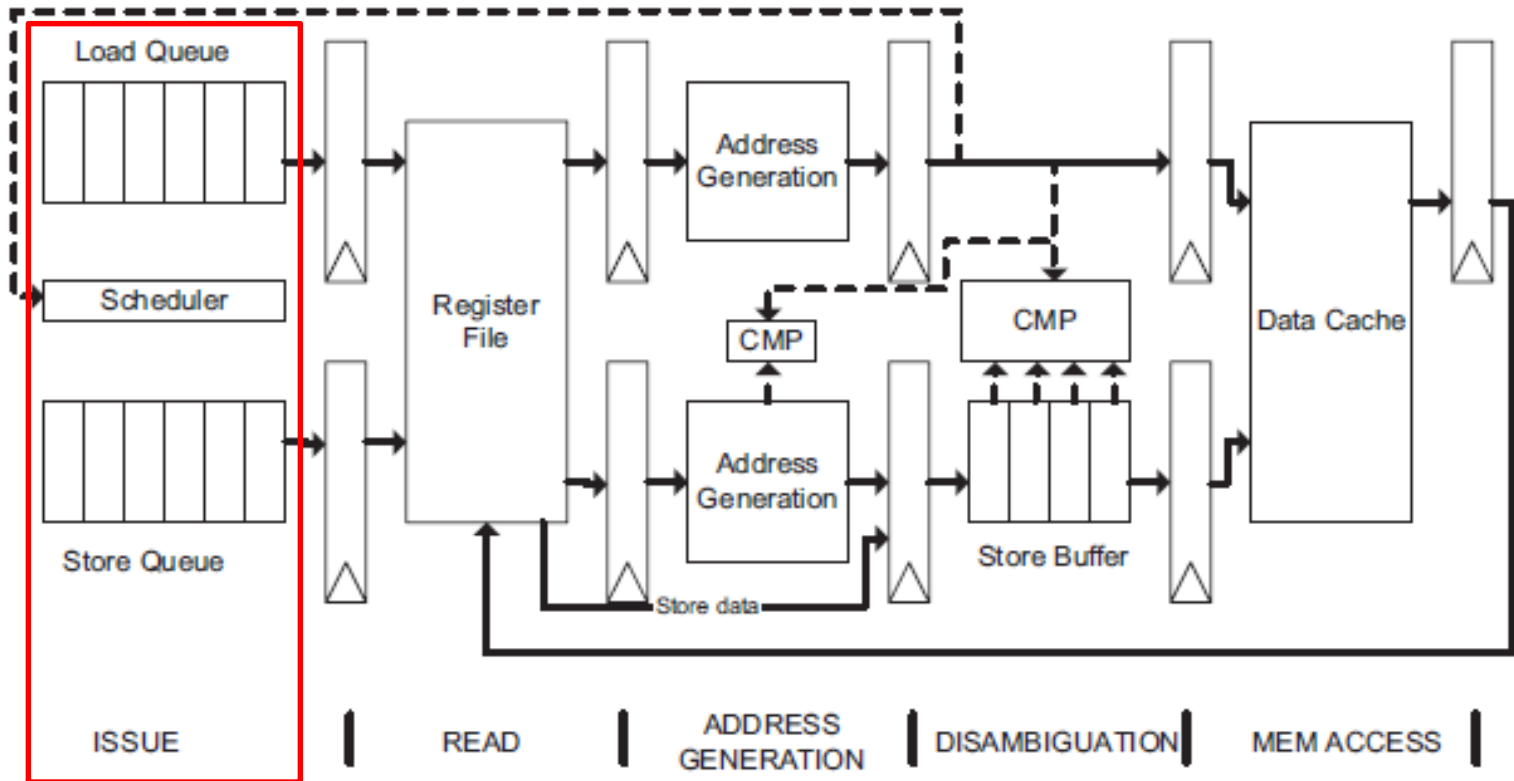 Load Queue
Scheduler
Store Queue
Register
File
Address
Generation
CMP
Address
Generation
Store data
CMP
Store Buffer
Data Cache
ISSUE
READ
ADDRESS
GENERATION
DISAMBIGUATION
MEM ACCESS